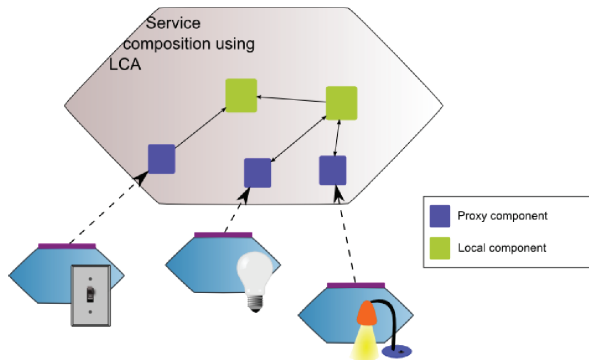 Service
composition using
LCA
Proxy component
Local component